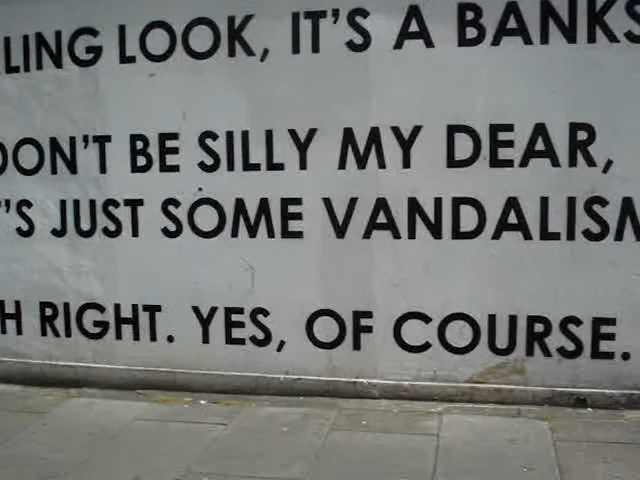 LING LOOK, IT'S A BANKS
DON'T BE SILLY MY DEAR,
'S JUST SOME VANDALISM
H RIGHT. YES, OF COURSE.